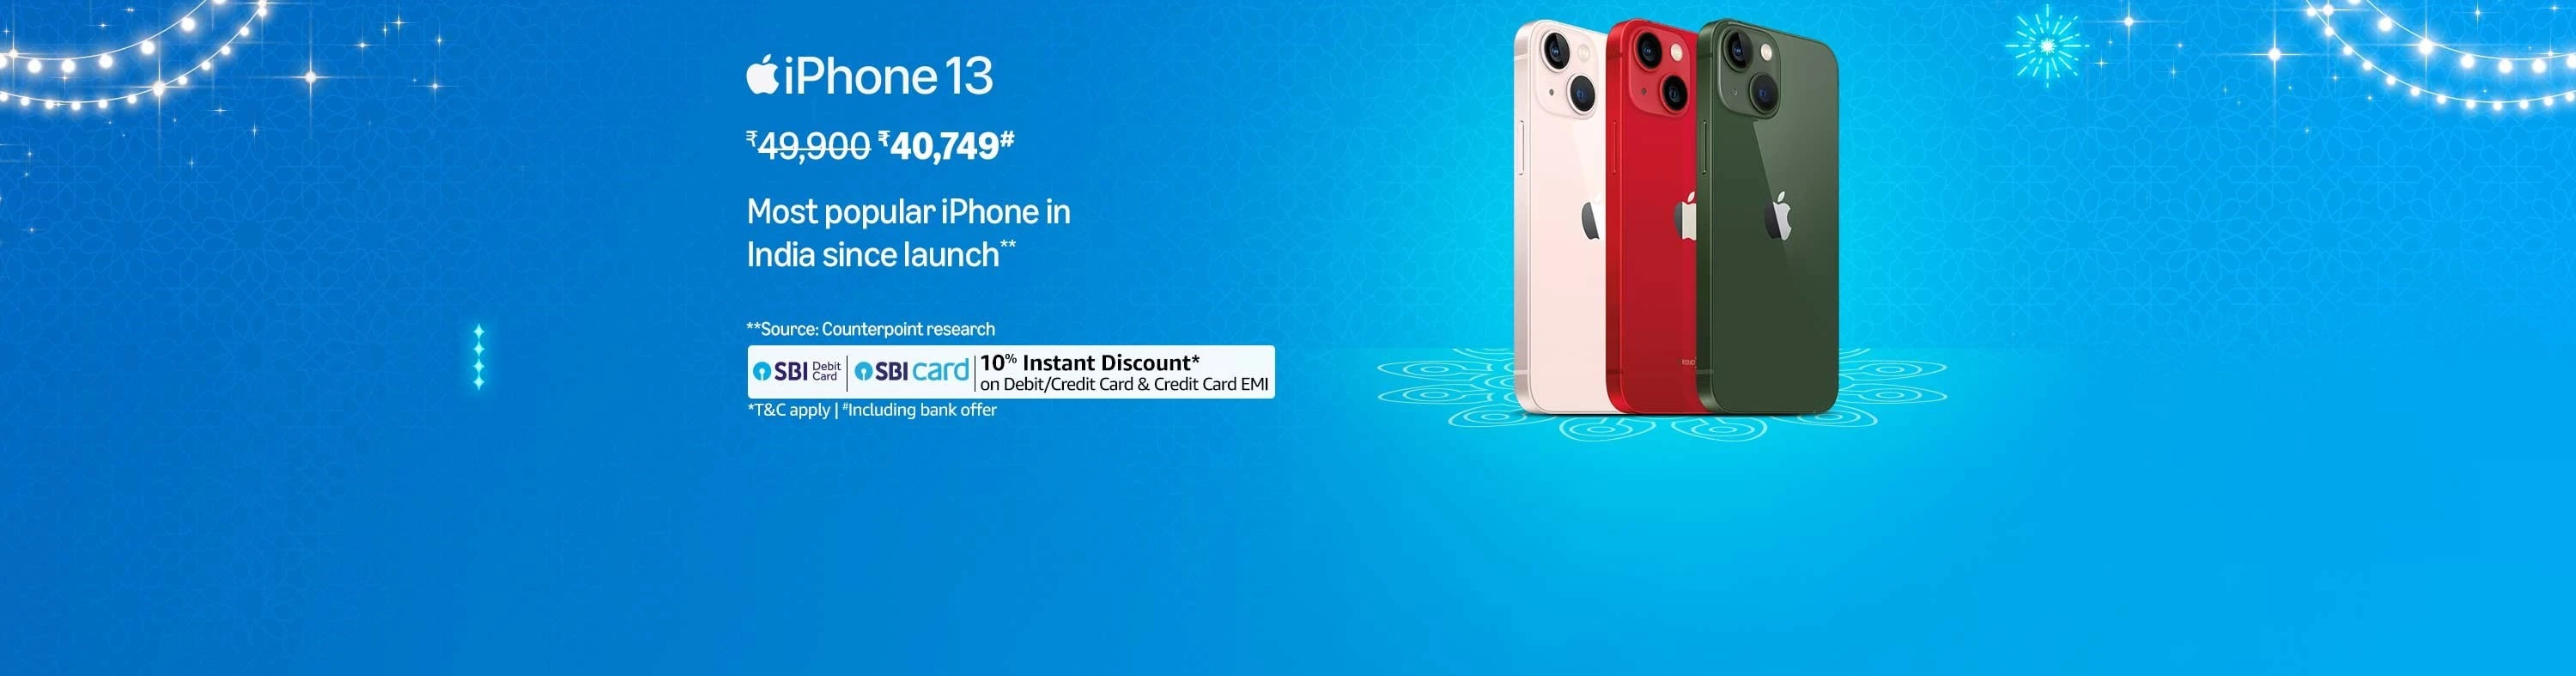 iPhone 13
₹49,900 ₹40,749#
Most popular iPhone in
India since launch**
**Source: Counterpoint research
SBI Debit Card | SBI card | 10% Instant Discount*
on Debit/Credit Card & Credit Card EMI
*T&C apply | #Including bank offer